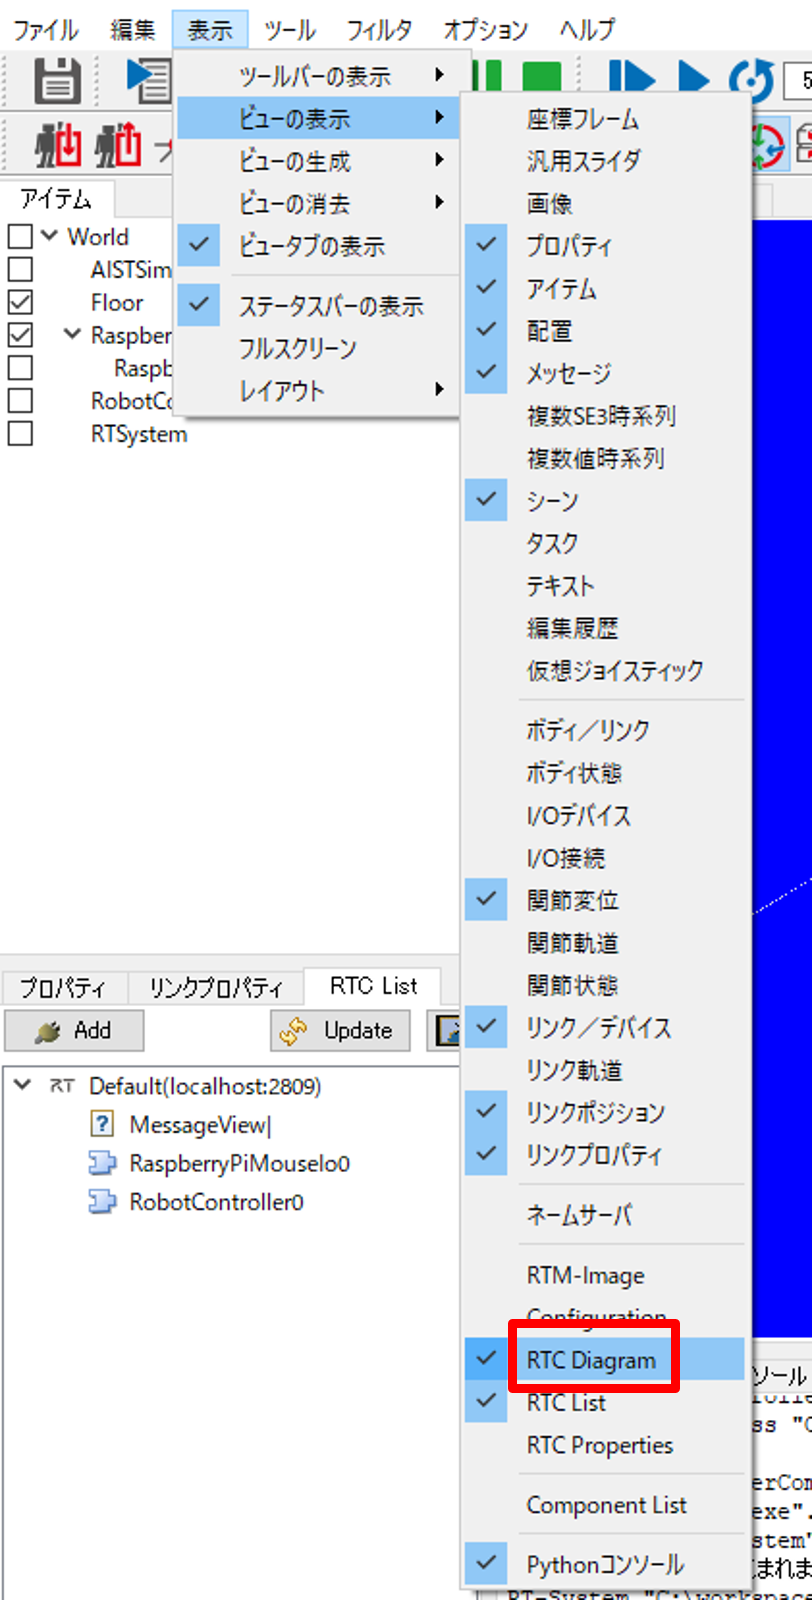 ファイル 編集 表示 ツール フィルタ オプション ヘルプ
ツールバーの表示
ビューの表示
ビューの生成
ビューの消去
ビュータブの表示
ステータスバーの表示
フルスクリーン
レイアウト
座標フレーム
汎用スライダ
画像
プロパティ
アイテム
配置
メッセージ
複数SE3時系列
複数値時系列
シーン
タスク
テキスト
編集履歴
仮想ジョイスティック
ボディ／リンク
ボディ状態
I/Oデバイス
I/O接続
関節変位
関節軌道
関節状態
リンク／デバイス
リンク軌道
リンクポジション
リンクプロパティ
ネームサーバ
RTM-Image
Configuration
RTC Diagram
RTC List
RTC Properties
Component List
Pythonコンソール
アイテム
World
AISTSim
Floor
Raspber
Raspb
RobotCo
RTSystem
プロパティ リンクプロパティ RTC List
Add Update
RT Default(localhost:2809)
MessageView|
RaspberryPiMouseIo0
RobotController0
5
ソール
ss "C
erCom
exe".
stem"
まれま
RT-System "C:\workspace